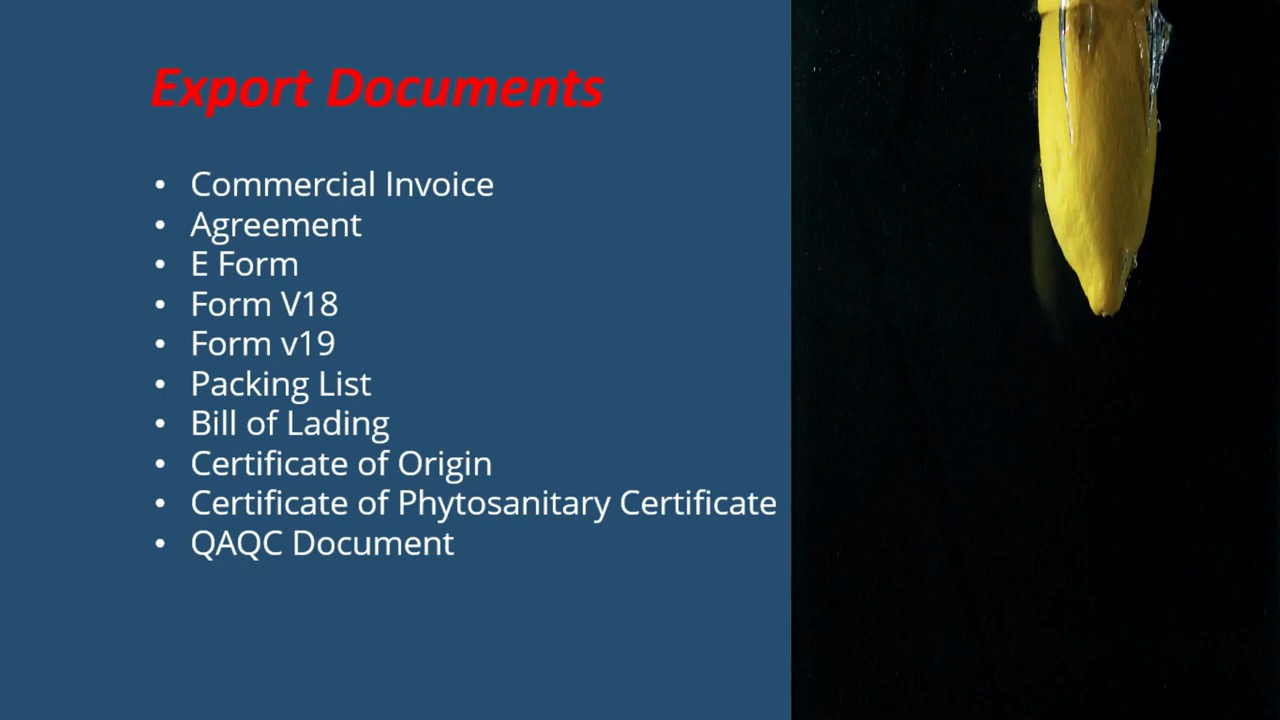 Export Documents
• Commercial Invoice
• Agreement
• E Form
• Form V18
• Form v19
• Packing List
• Bill of Lading
• Certificate of Origin
• Certificate of Phytosanitary Certificate
• QAQC Document